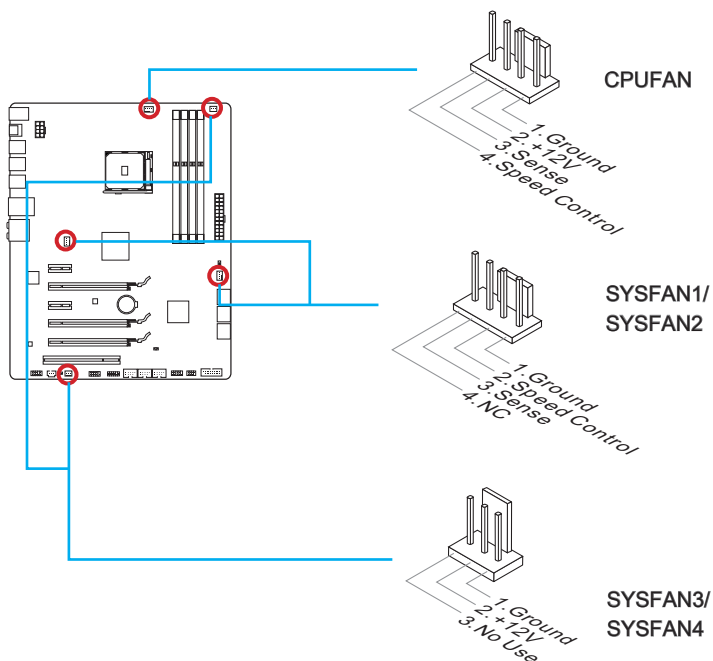 CPUFAN
1.Ground
2.+12V
3.Sense
4.Speed Control
SYSFAN1/
SYSFAN2
1.Ground
2.Speed Control
3.Sense
4.NC
SYSFAN3/
SYSFAN4
1.Ground
2.+12V
3.No Use